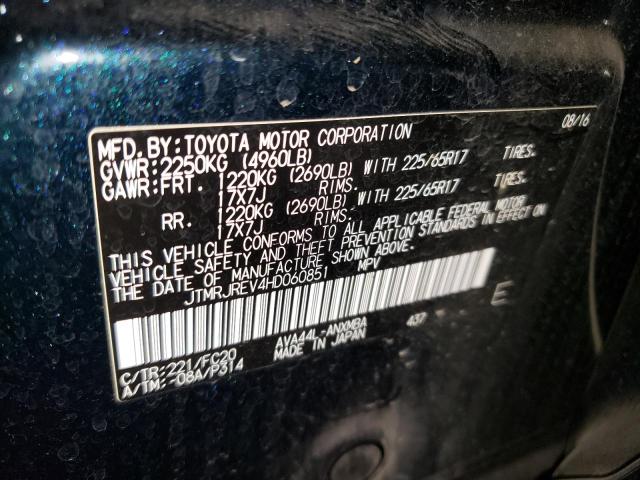 08/16
MFD. BY: TOYOTA MOTOR CORPORATION
GVWR: 2250KG (4960LB)
GAWR: FRT. 1220KG (2690LB) WITH 225/65R17 TIRES.
17X7J RIMS.
RR. 1220KG (2690LB) WITH 225/65R17 TIRES.
17X7J RIMS.
THIS VEHICLE CONFORMS TO ALL APPLICABLE FEDERAL MOTOR
VEHICLE SAFETY AND THEFT PREVENTION STANDARDS IN EFFECT ON
THE DATE OF MANUFACTURE SHOWN ABOVE.
JTMRJREV4HD060851 MPV
E
C/TR: 221/FC20 AVA44L-ANXMBA 437
A/TM: -08A/P314 MADE IN JAPAN